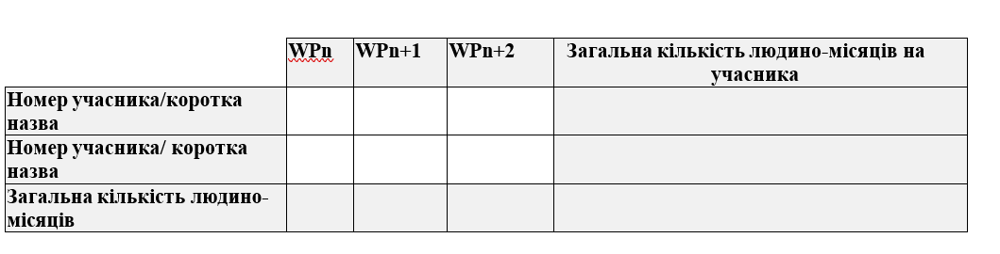 WPn WPn+1 WPn+2 Загальна кількість людино-місяців на
учасника
Номер учасника/коротка
назва
Номер учасника/ коротка
назва
Загальна кількість людино-
місяців